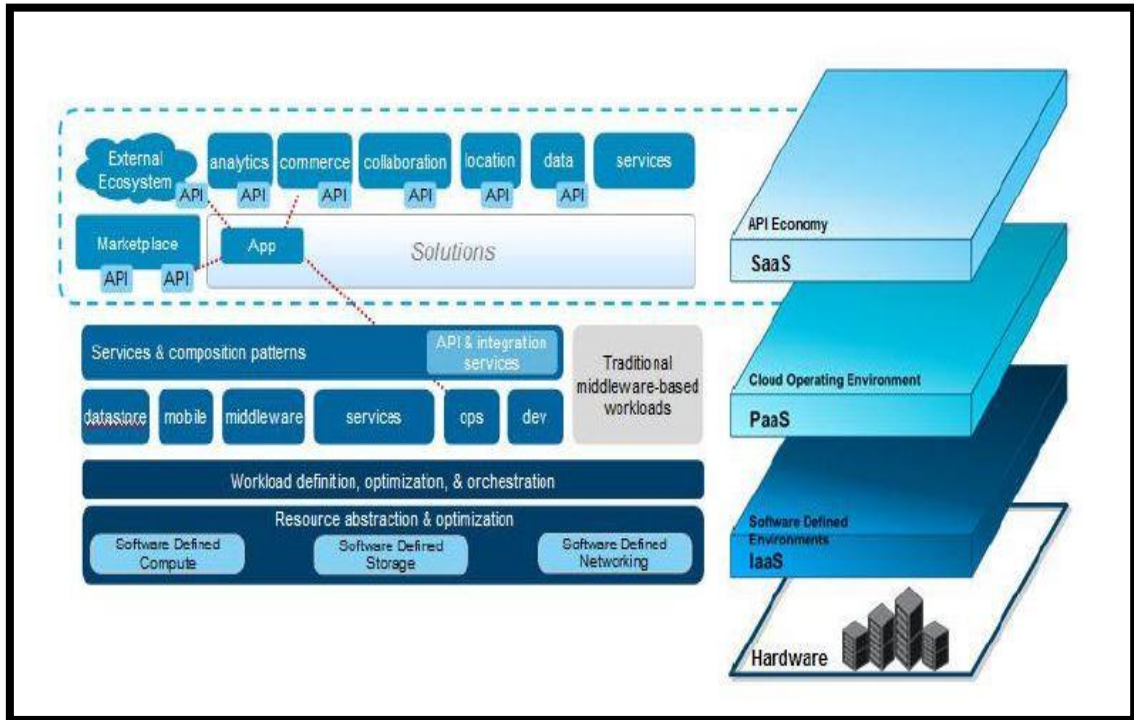 External
Ecosystem
API
analytics
API
commerce
API
collaboration
API
location
API
data
API
services
Marketplace
API
API
App
Solutions
API Economy
SaaS
Services & composition patterns
API & integration
services
Traditional
middleware-based
workloads
Cloud Operating Environment
PaaS
datastore
mobile
middleware
services
ops
dev
Workload definition, optimization, & orchestration
Resource abstraction & optimization
Software Defined
Compute
Software Defined
Storage
Software Defined
Networking
Software Defined
Environments
IaaS
Hardware